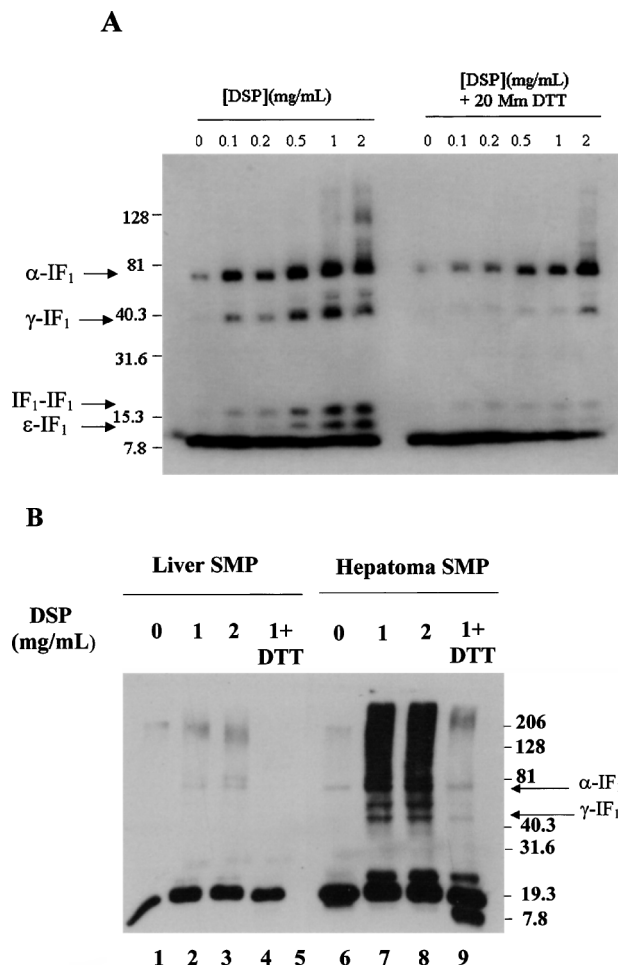 A
[DSP](mg/mL)
[DSP](mg/mL)
+ 20 Mm DTT
0 0.1 0.2 0.5 1 2 0 0.1 0.2 0.5 1 2
128
81
α-IF₁
40.3
γ-IF₁
31.6
IF₁-IF₁
15.3
ε-IF₁
7.8
B
Liver SMP Hepatoma SMP
DSP
(mg/mL)
0 1 2 1+
DTT
0 1 2 1+
DTT
206
128
81
α-IF
γ-IF₁
40.3
31.6
19.3
7.8
1 2 3 4 5 6 7 8 9